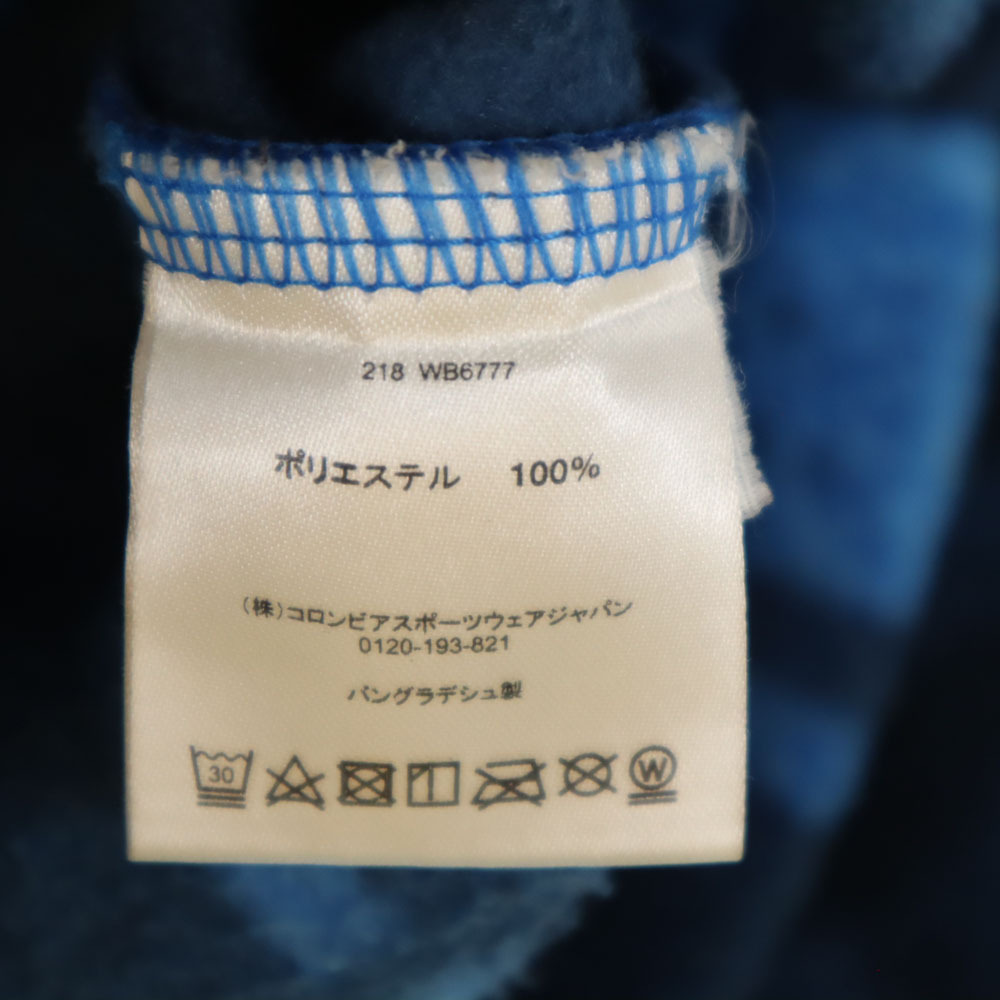 218 WB6777
ポリエステル 100%
(株)コロンビアスポーツウェアジャパン
0120-193-821
バングラデシュ製
30 W